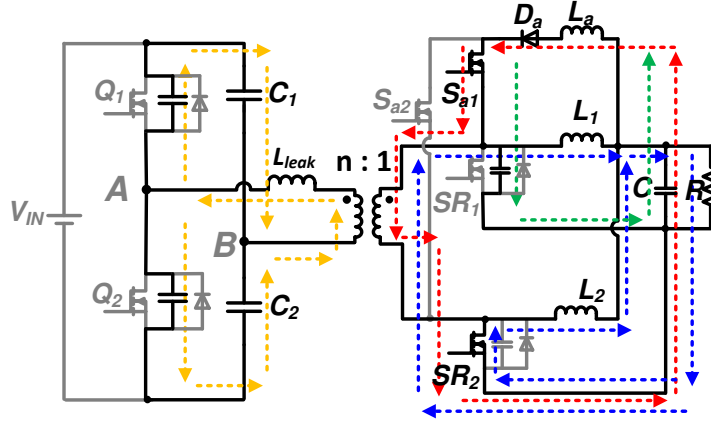 D_a
L_a
Q_1
C_1
S_a2
S_a1
L_1
L_leak
n : 1
A
SR_1
C
R
V_IN
B
Q_2
C_2
L_2
SR_2